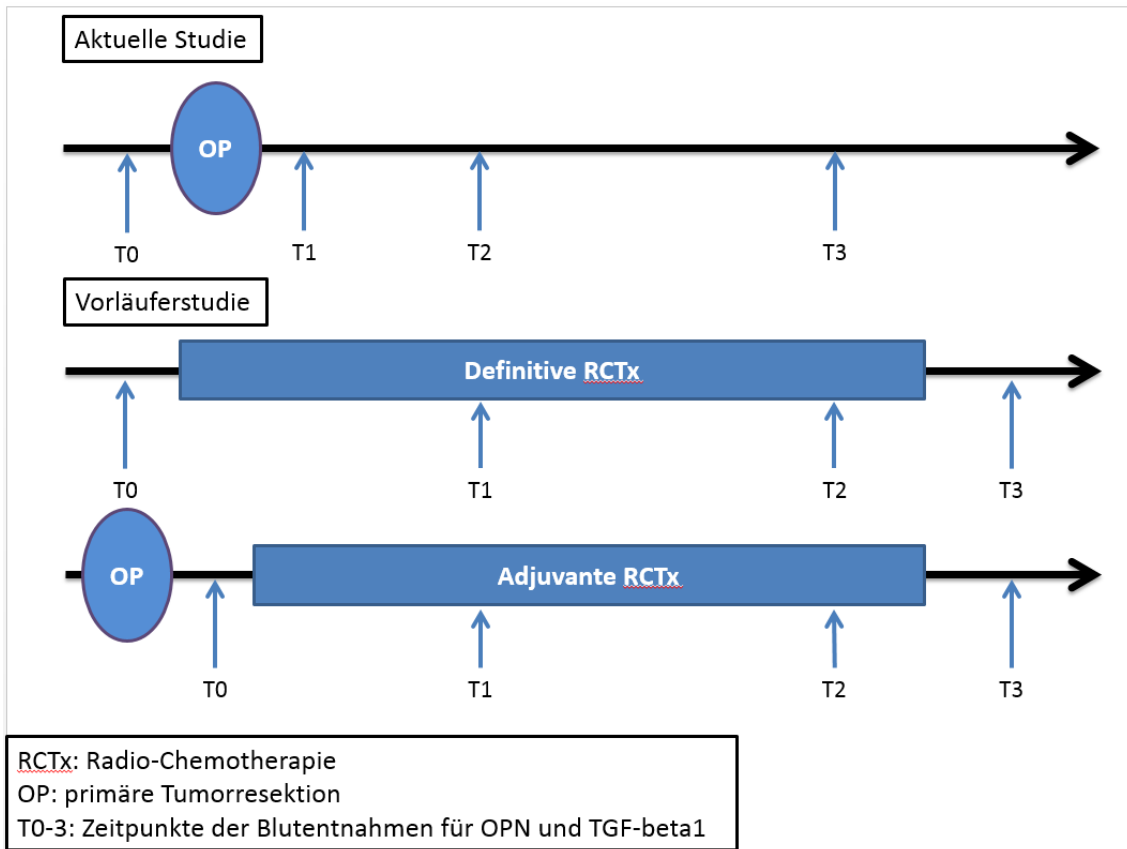 Aktuelle Studie
OP
T0
T1
T2
T3
Vorläuferstudie
Definitive RCTx
T0
T1
T2
T3
OP
Adjuvante RCTx
T0
T1
T2
T3
RCTx: Radio-Chemotherapie
OP: primäre Tumorresektion
T0-3: Zeitpunkte der Blutentnahmen für OPN und TGF-beta1